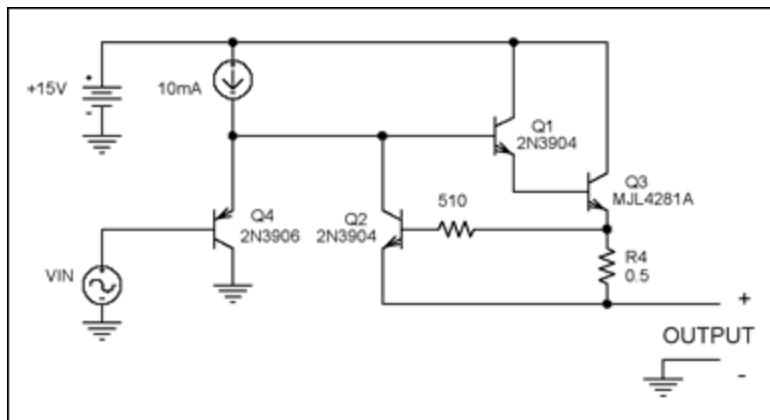 +15V
+
-
10mA
Q1
2N3904
Q3
MJL4281A
510
Q4
2N3906
Q2
2N3904
R4
0.5
VIN
+
OUTPUT
-